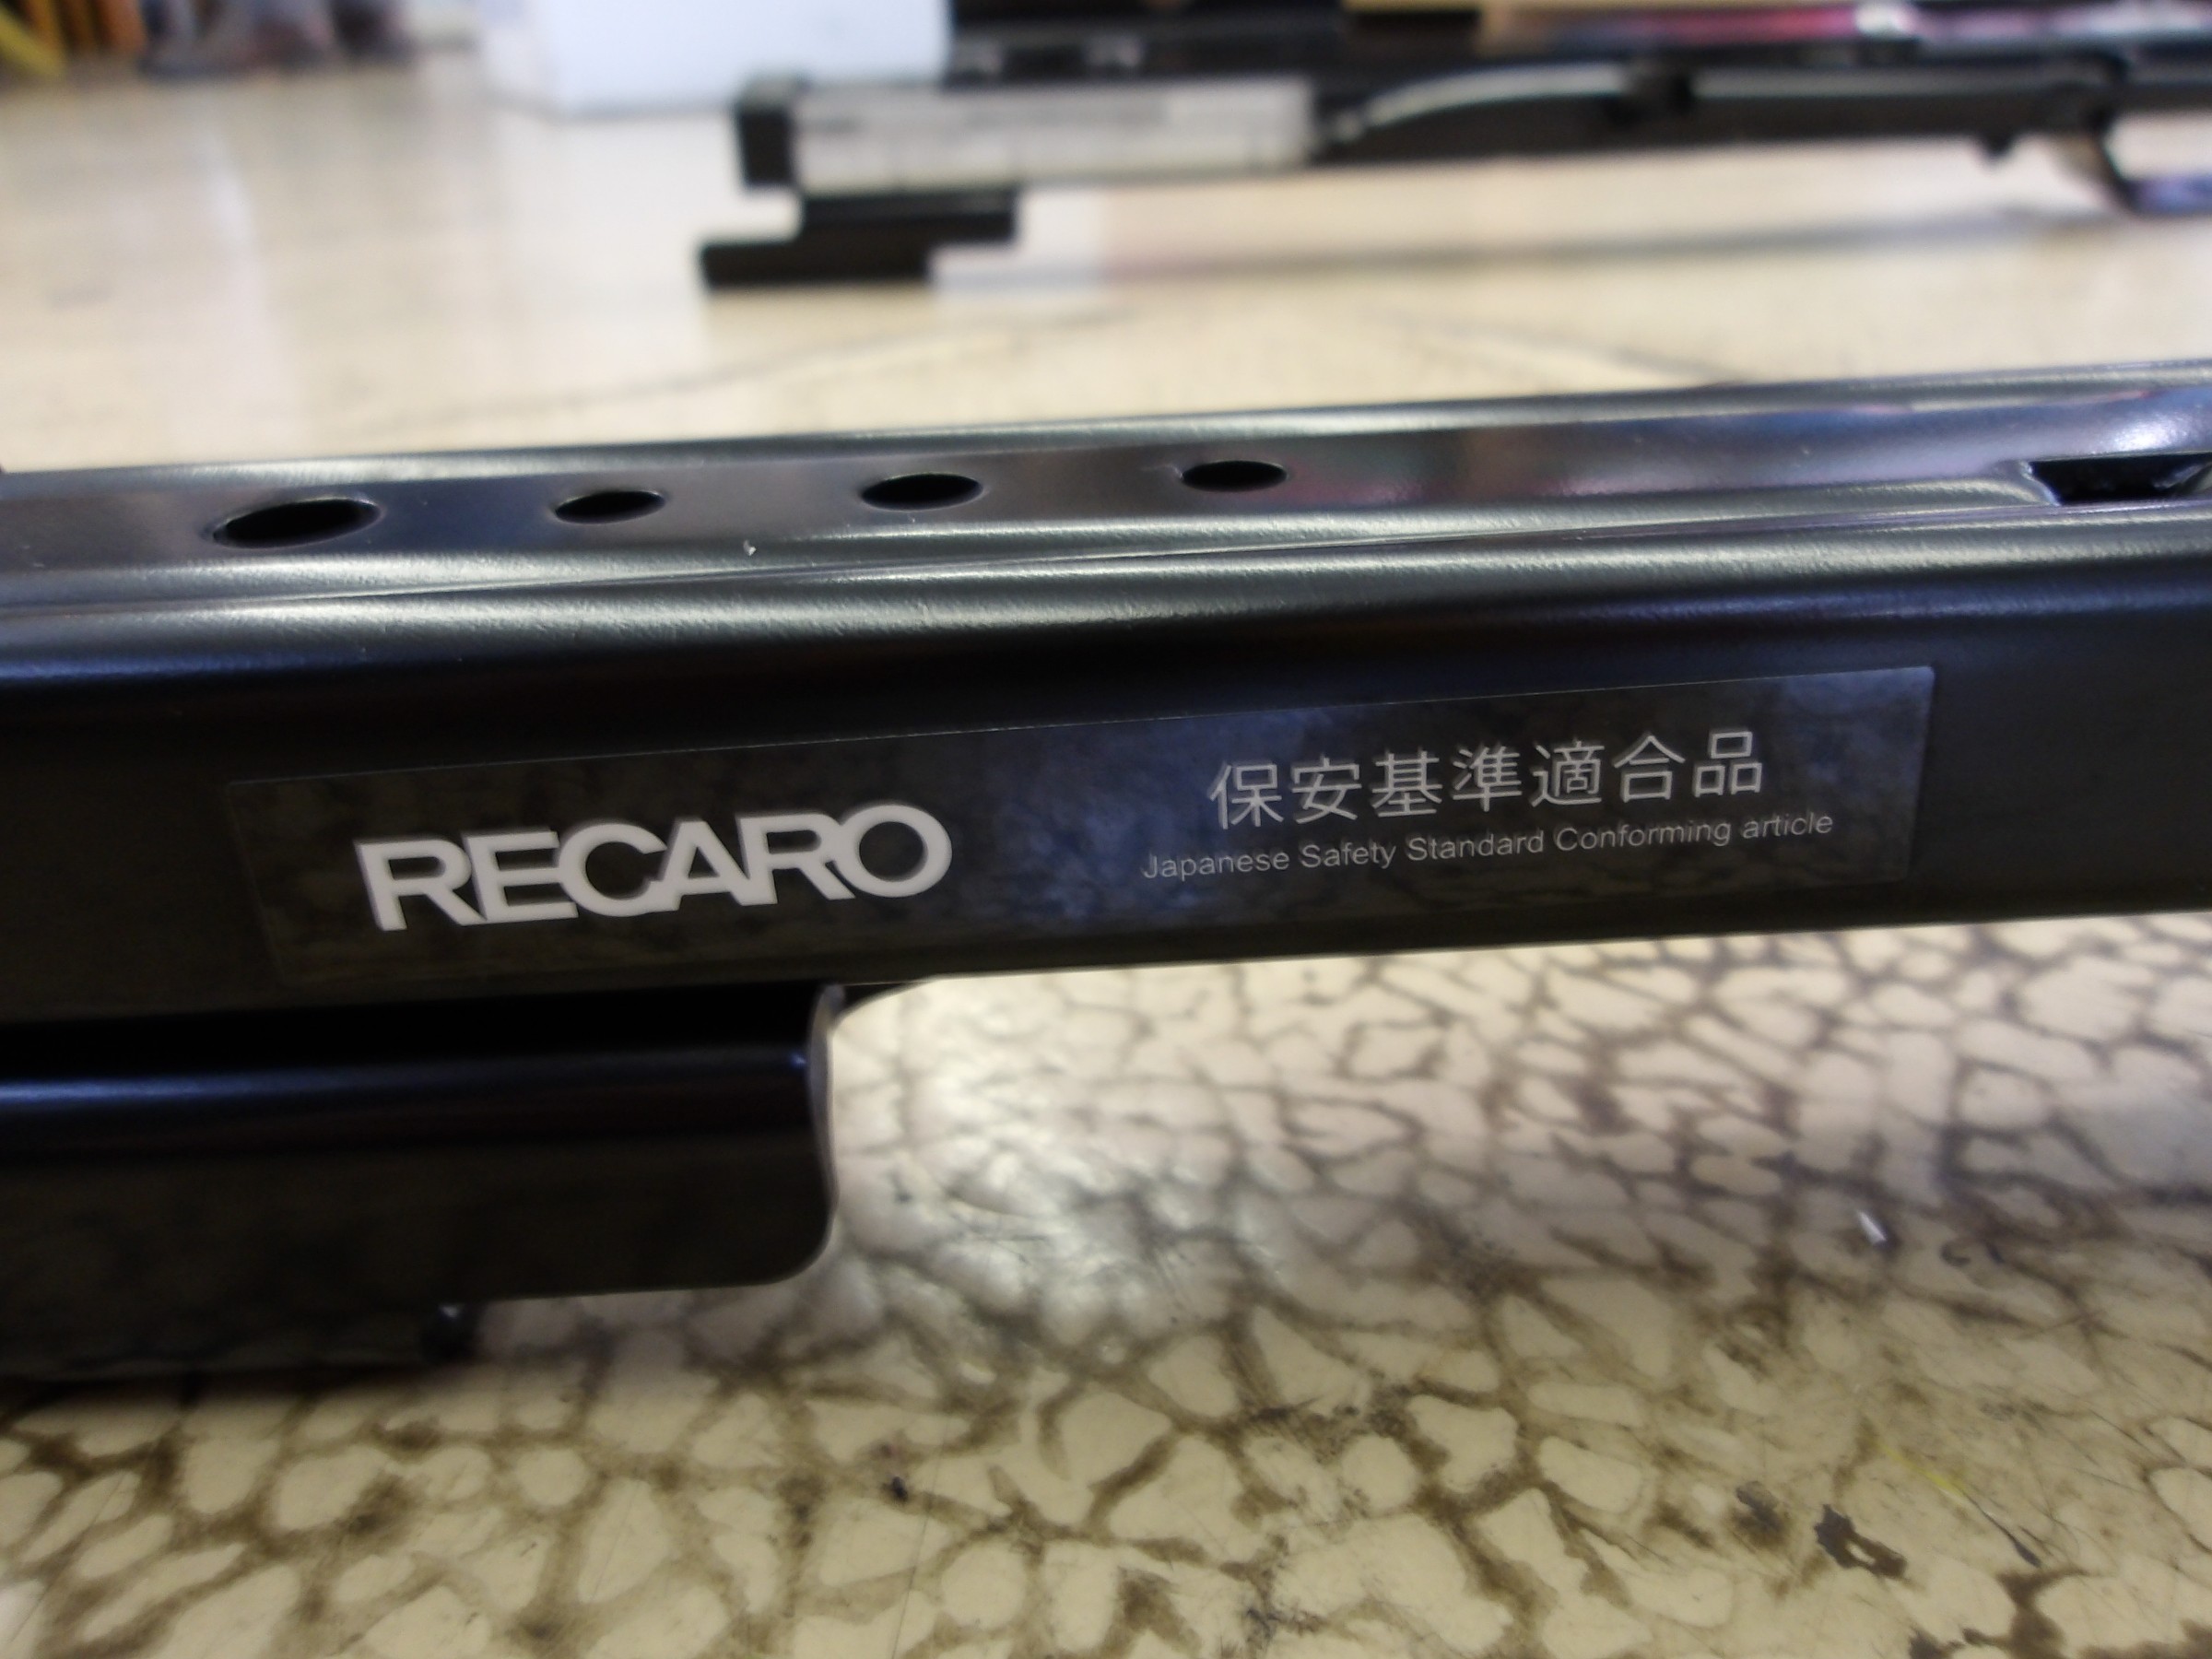 RECARO
保安基準適合品
Japanese Safety Standard Conforming article